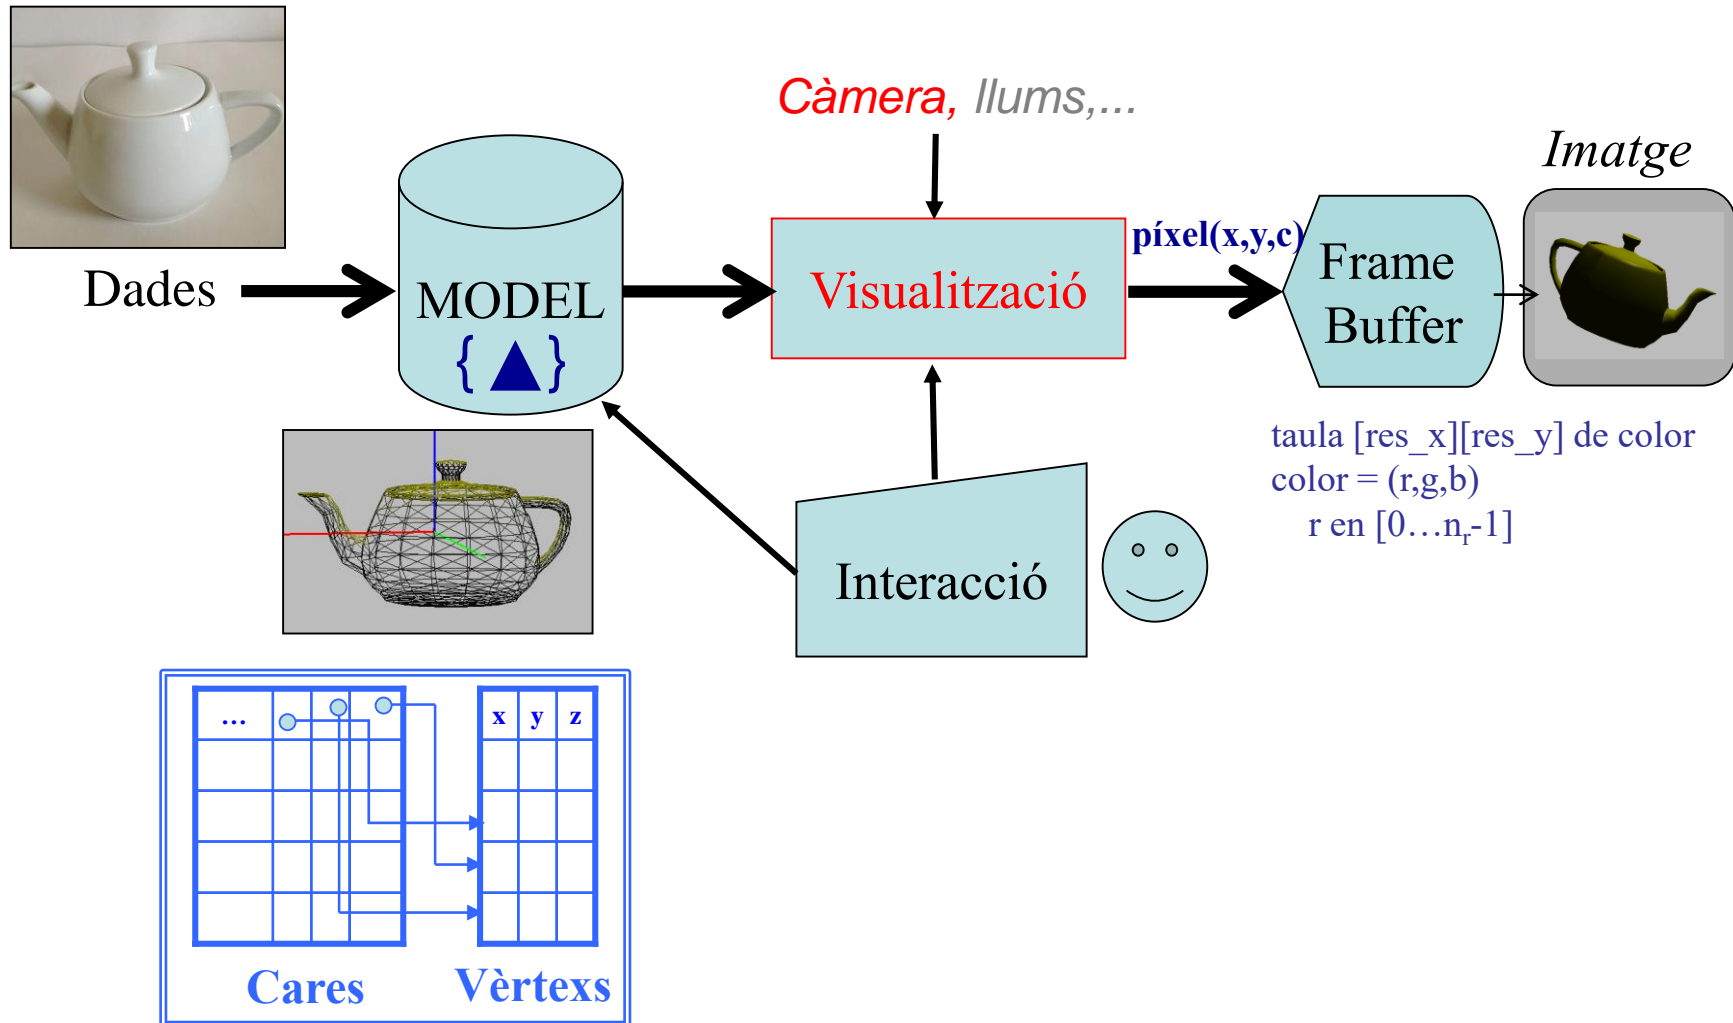 Càmera, llums,...
Imatge
píxel(x,y,c)
Dades
MODEL
{ ▲ }
Visualització
Frame
Buffer
taula [res_x][res_y] de color
color = (r,g,b)
r en [0…nr-1]
Interacció
… x y z
Cares Vèrtexs